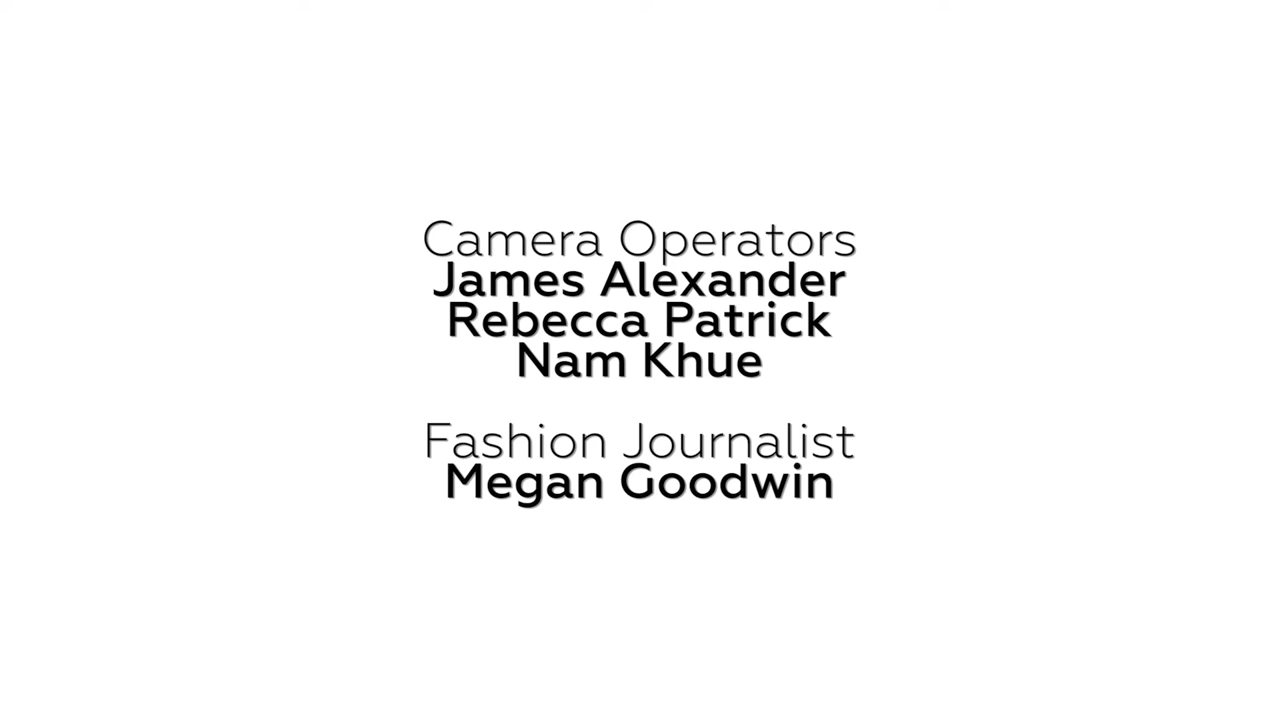 Camera Operators
James Alexander
Rebecca Patrick
Nam Khue
Fashion Journalist
Megan Goodwin